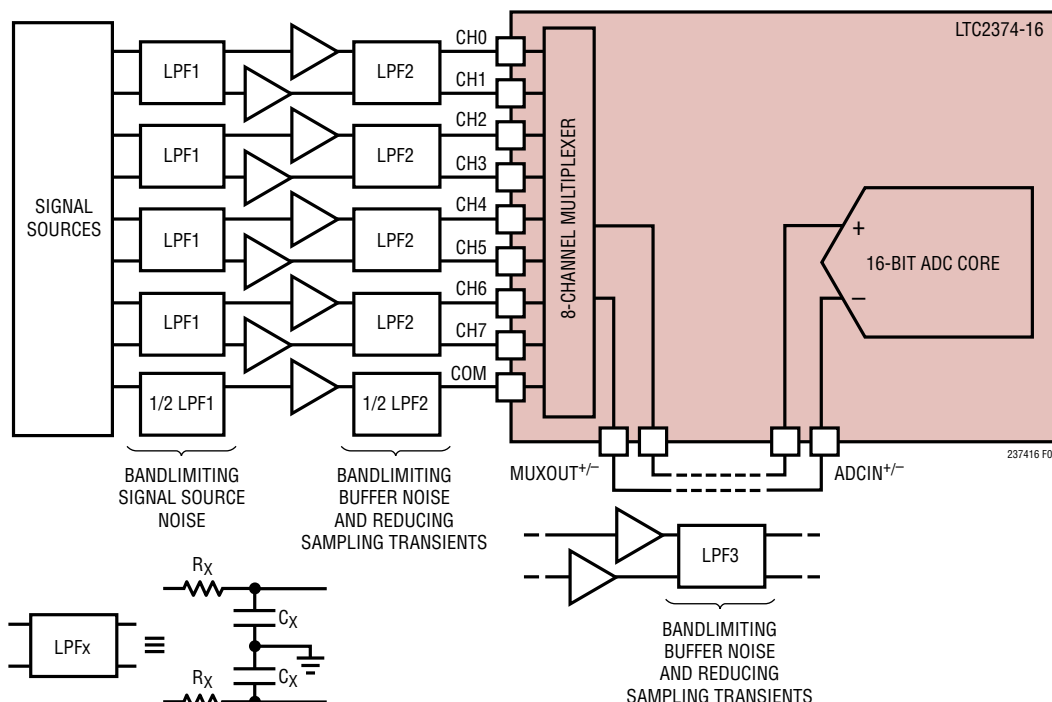 LTC2374-16
SIGNAL
SOURCES
LPF1
LPF2
CH0
CH1
LPF1
LPF2
CH2
CH3
LPF1
LPF2
CH4
CH5
LPF1
LPF2
CH6
CH7
1/2 LPF1
1/2 LPF2
COM
8-CHANNEL MULTIPLEXER
+
–
16-BIT ADC CORE
237416 F0
MUXOUT+/–
ADCIN+/–
BANDLIMITING
SIGNAL SOURCE
NOISE
BANDLIMITING
BUFFER NOISE
AND REDUCING
SAMPLING TRANSIENTS
LPF3
BANDLIMITING
BUFFER NOISE
AND REDUCING
SAMPLING TRANSIENTS
LPFx
≡
RX
CX
CX
RX